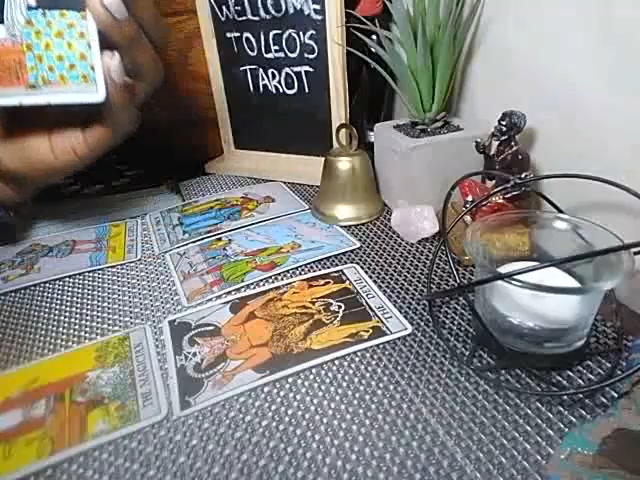 WELCOME
TO LEO'S
TAROT
THE DEVIL.
THE MAGICIAN.